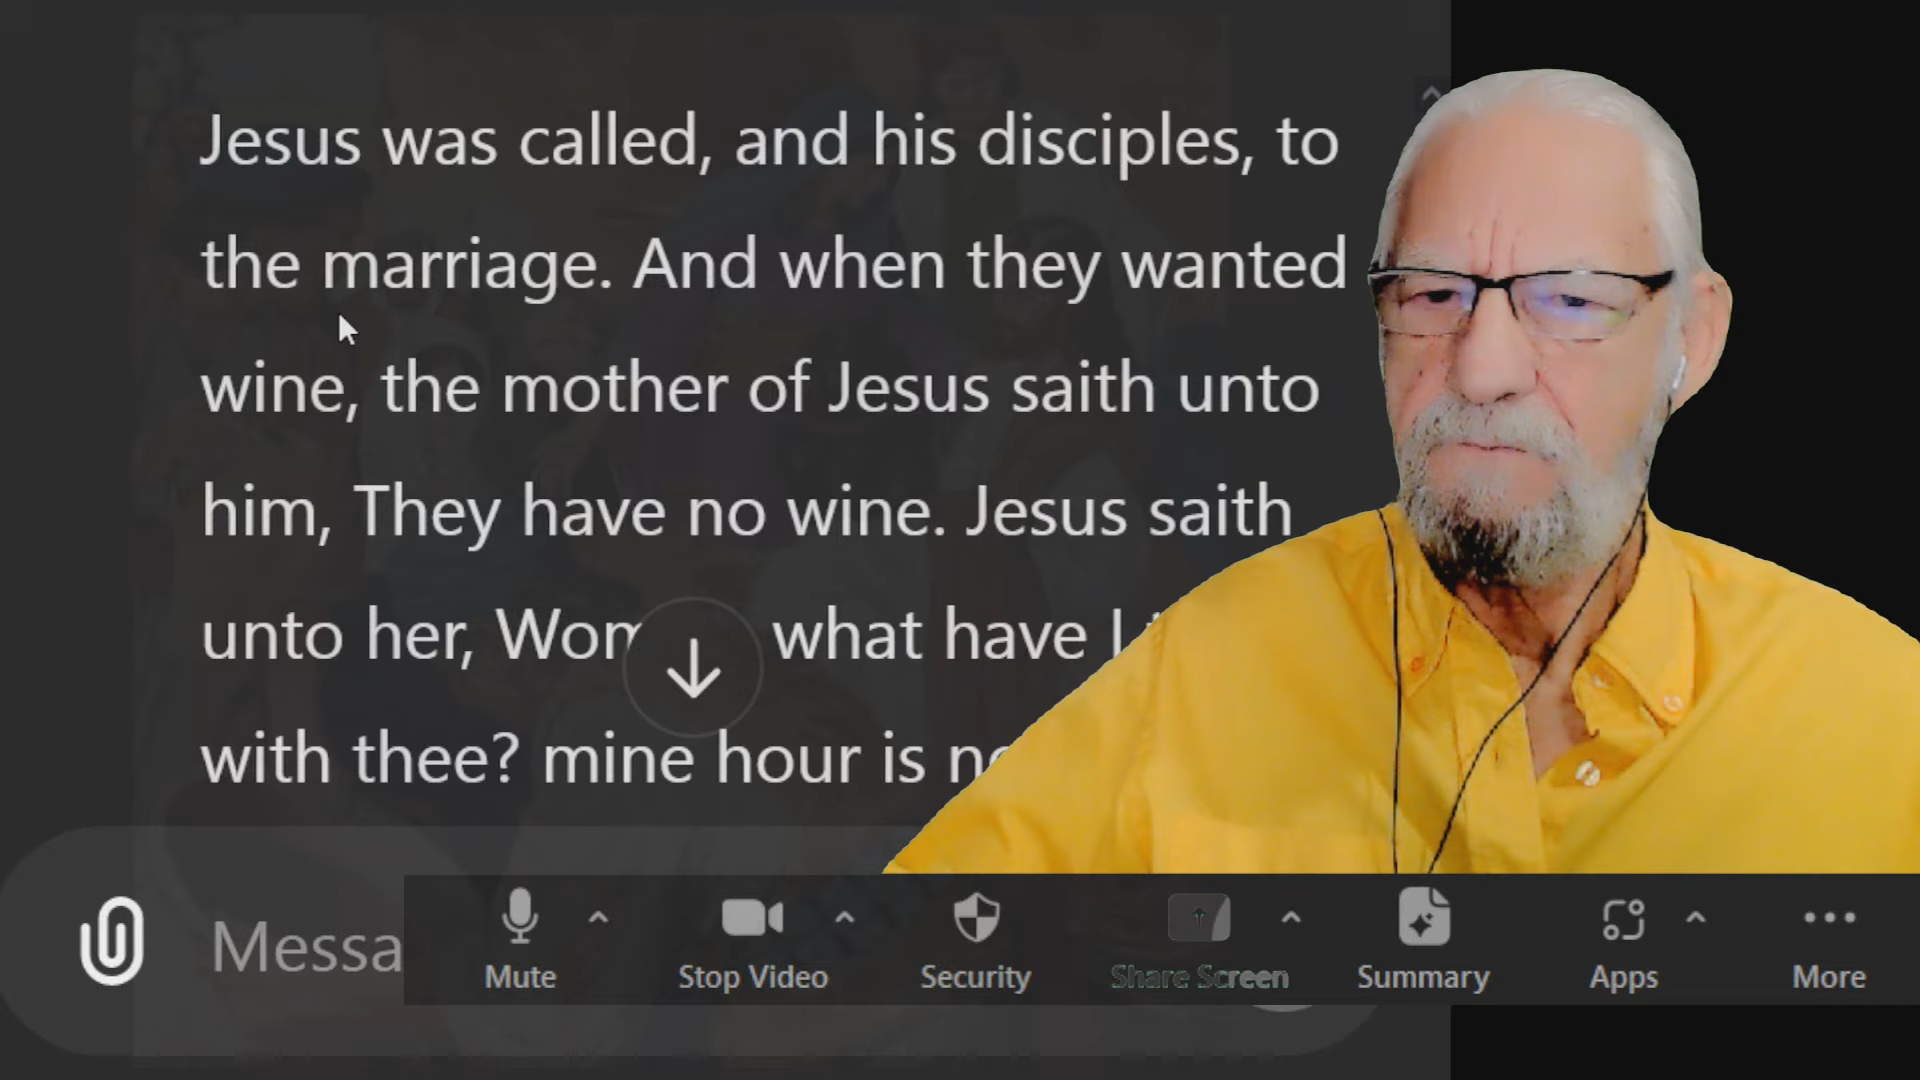 Jesus was called, and his disciples, to
the marriage. And when they wanted
wine, the mother of Jesus saith unto
him, They have no wine. Jesus saith
unto her, what have I
with thee? mine hour is
Messa
Mute
Stop Video
Security
Share Screen
Summary
Apps
More